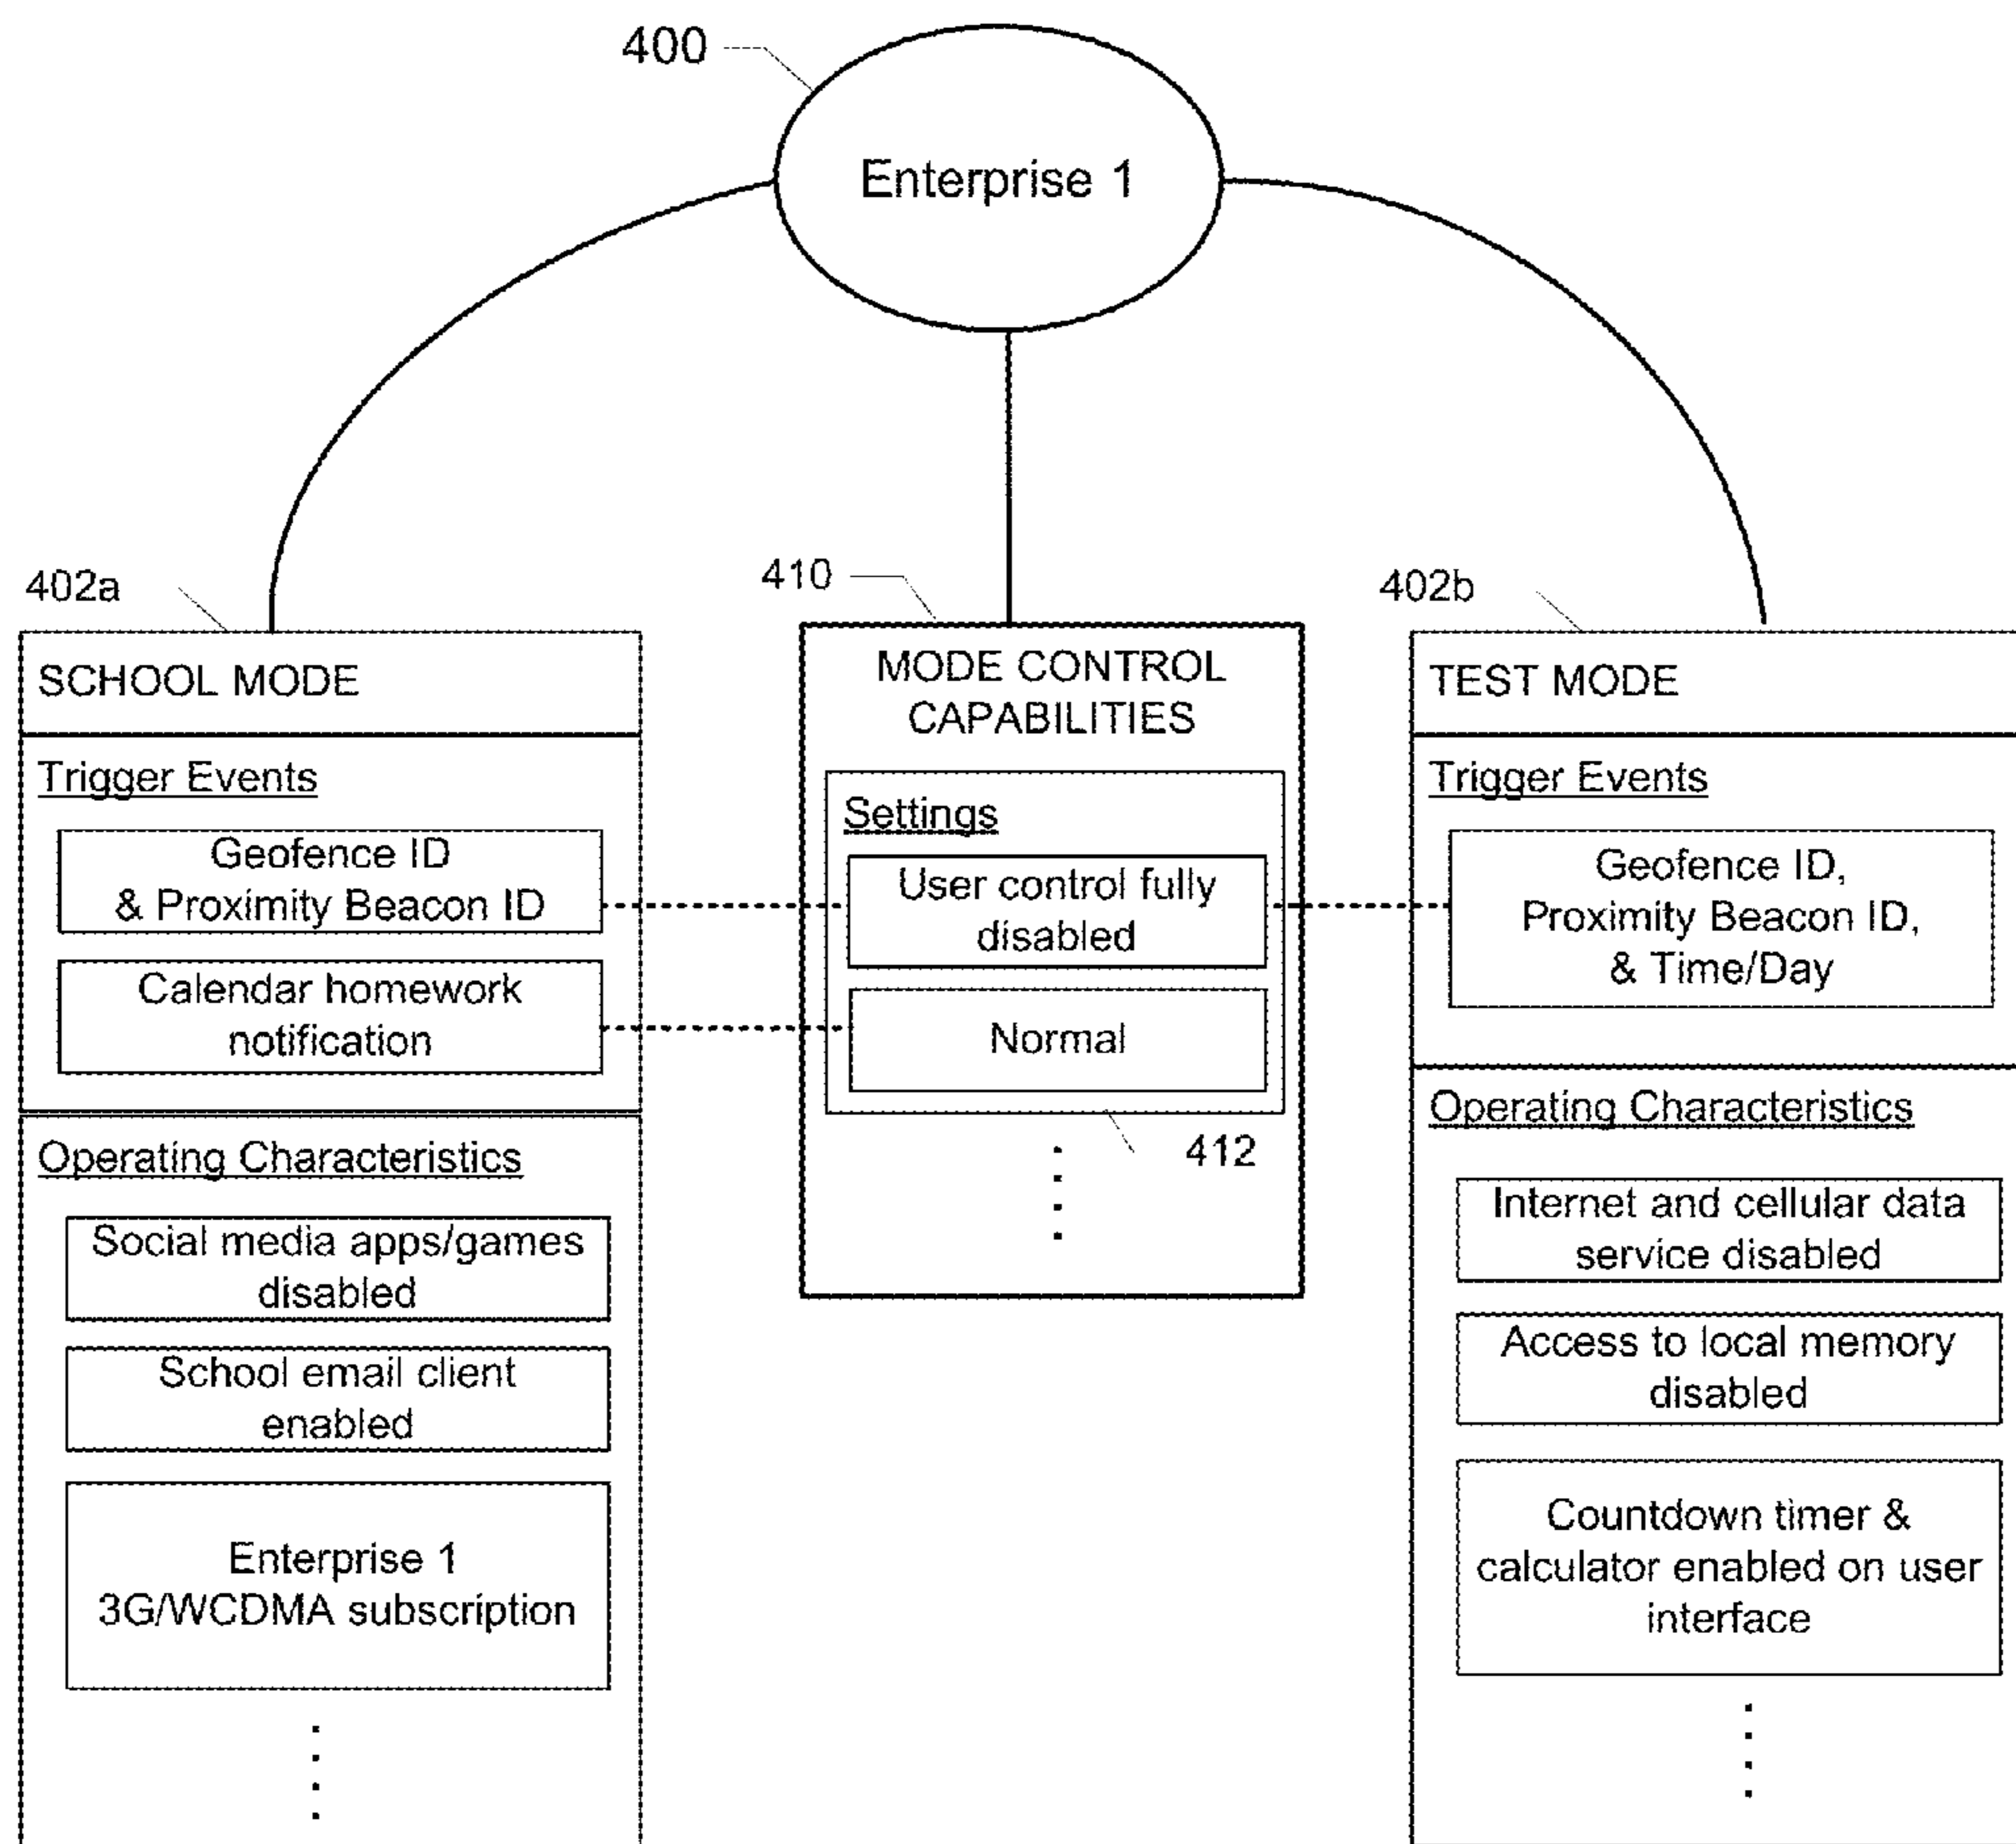 400
Enterprise 1
402a
SCHOOL MODE
Trigger Events
Geofence ID
& Proximity Beacon ID
Calendar homework
notification
Operating Characteristics
Social media apps/games
disabled
School email client
enabled
Enterprise 1
3G/WCDMA subscription
410
MODE CONTROL
CAPABILITIES
Settings
User control fully
disabled
Normal
412
402b
TEST MODE
Trigger Events
Geofence ID,
Proximity Beacon ID,
& Time/Day
Operating Characteristics
Internet and cellular data
service disabled
Access to local memory
disabled
Countdown timer &
calculator enabled on user
interface